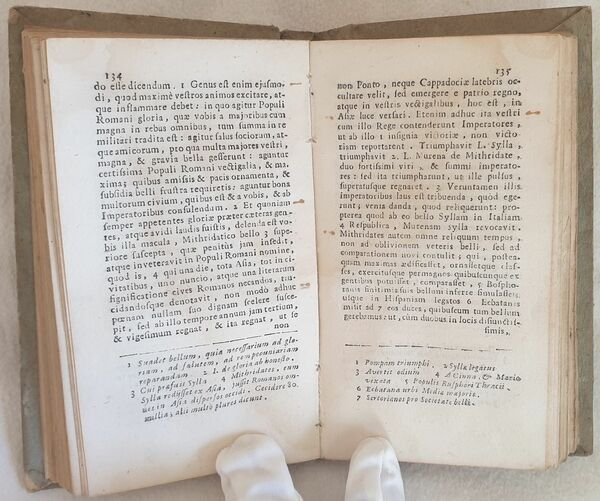 134
do esse dicendum. 1 Genus est enim ejusmo-
di, quod maximè vestros animos excitare, at-
que inflammare debet: in quo agitur Populi
Romani gloria, quæ vobis a majoribus cum
magna in rebus omnibus, tum summa in re
militari tradita est: agitur salus sociorum, at-
que amicorum, pro qua multa majores vestri,
magna, & gravia bella gesserunt: aguntur
certissima Populi Romani vectigalia, & ma-
xima; quibus amissis & pacis ornamenta, &
subsidia belli frustra requiretis: aguntur bona
multorum civium, quibus est & a vobis, & ab
Imperatoribus consulendum. 2 Et quoniam
semper appetentes gloriæ præter cæteras gen-
tes, atque avidi laudis fuistis, delenda est vo-
bis illa macula, Mithridatico bello 3 supe-
riore suscepta, quæ penitùs jam insedit,
atque inveteravit in Populi Romani nomine,
quod is, 4 qui una die, tota Asia, tot in ci-
vitatibus, uno nuncio, atque una literarum
significatione cives Romanos necandos, tru-
cidandosque denotavit, non modo adhuc
pœnam nullam suo dignam scelere susce-
pit, sed ab illo tempore annum jam tertium,
& vigesimum regnat, & ita regnat, ut se
non
1 Suadet bellum, quia necessarium ad glo-
riam, ad salutem, ad rempecuniariam
reparandam. 2 I. de gloria ab honesto.
3 Cui præfuit Sylla 4 Mithridates, cum
Sylla rediisset ex Asia, jussit Romanos om-
nes in Asia dispersos occidi. Cecidere 80.
millia; alii multò plures dicunt.
135
non Ponto, neque Cappadociæ latebris oc-
cultare velit, sed emergere e patrio regno,
atque in vestris vectigalibus, hoc est, in
Asiæ luce versari. Etenim adhuc ita vestri
cum illo Rege contenderunt Imperatores,
ut ab illo 1 insignia victoriæ, non victo-
riam reportarent. Triumphavit L. Sylla,
triumphavit 2 L. Murena de Mithridate,
duo fortissimi viri, & summi imperato-
res: sed ita triumpharunt, ut ille pulsus,
superatusque regnaret. 3 Veruntamen illis
imperatoribus laus est tribuenda, quod ege-
runt; venia danda, quod reliquerunt: pro-
pterea quod ab eo bello Syllam in Italiam
4 Respublica, Murenam Sylla revocavit.
Mithridates autem omne reliquum tempus,
non ad oblivionem veteris belli, sed ad
comparationem novi contulit; qui, postea-
quam maximas ædificasset, ornassetque clas-
ses, exercitusque permagnos quibuscunque ex
gentibus potuisset, comparasset, 5 Bospho-
ranis finitimis suis bellum inferre simulasset;
usque in Hispaniam legatos 6 Ecbatanis
misit ad 7 eos duces, quibuscum tum bellum
gerebamus: ut, cum duobus in locis disjunctis-
simis,
1 Pompam triumphi. 2 Syllæ legatus
3 Avertit odium 4 A Cinna, & Mario
vexata 5 Populis Bosphori Thracii
6 Ecbatana urbs Mediæ majoris.
7 Sertorianos pro Societate belli.